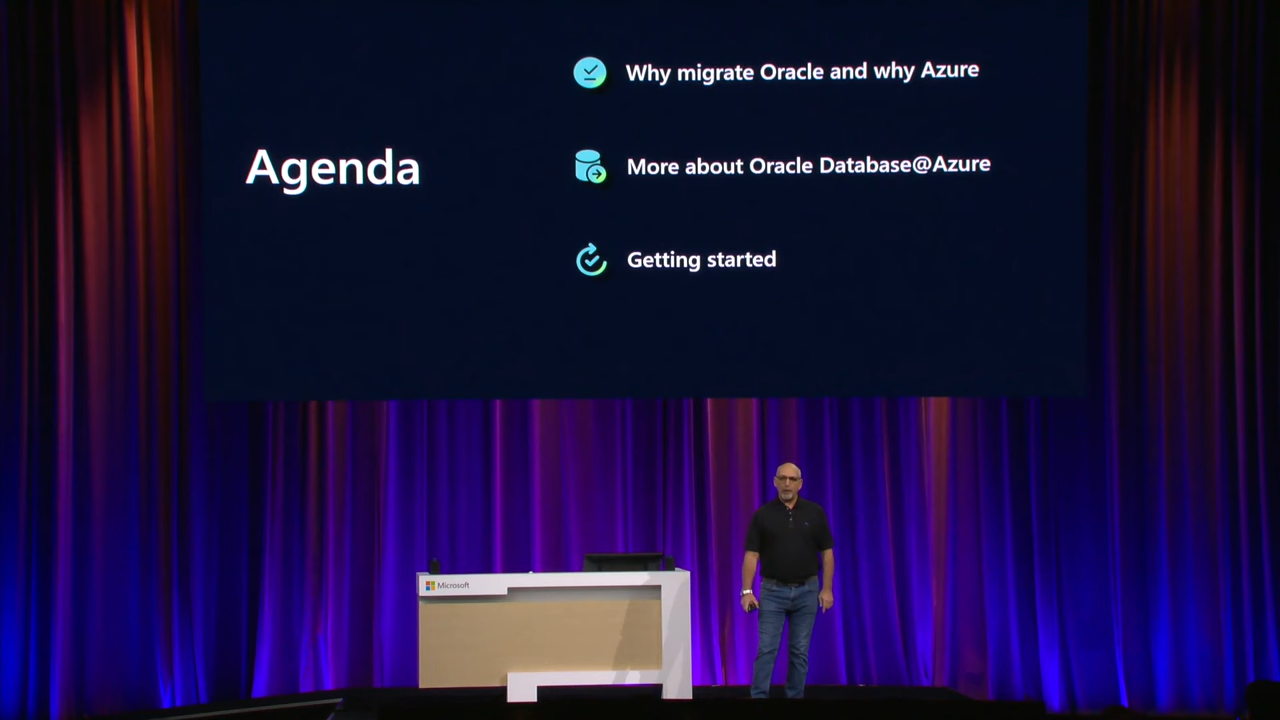 Agenda
Why migrate Oracle and why Azure
More about Oracle Database@Azure
Getting started
Microsoft